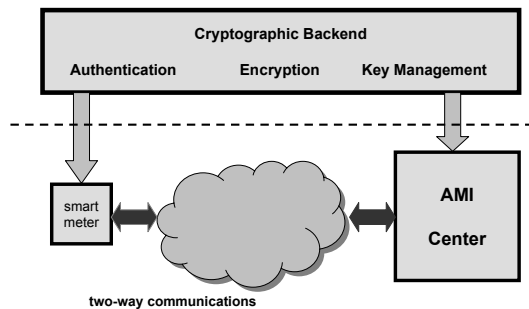 Cryptographic Backend
Authentication Encryption Key Management
smart
meter
AMI
Center
two-way communications